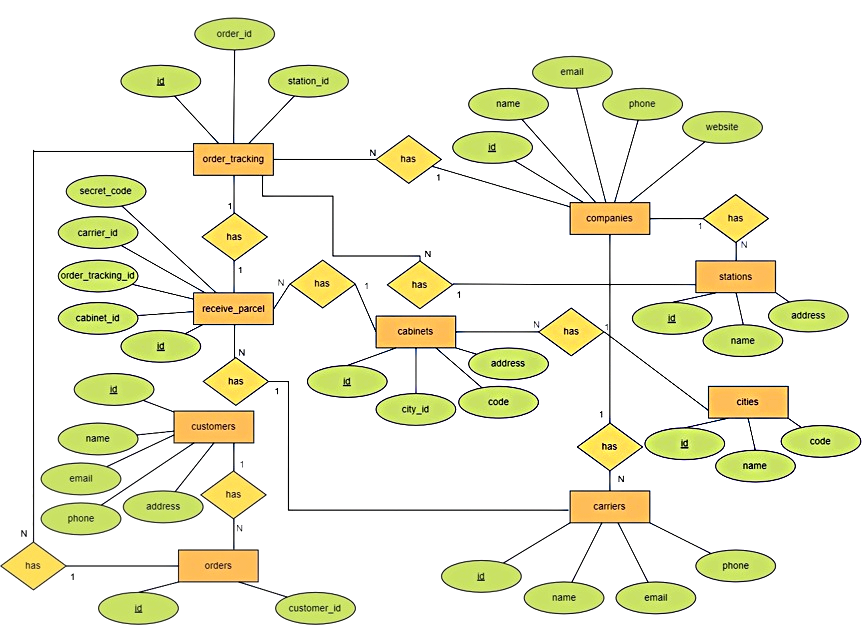 order_id
id
station_id
order_tracking
N
has
1
email
name
phone
id
website
companies
1
has
N
stations
id
name
address
secret_code
carrier_id
order_tracking_id
cabinet_id
id
1
has
1
receive_parcel
N
has
1
N
has
1
cabinets
N
has
1
id
city_id
code
address
cities
id
name
code
N
has
1
id
customers
name
email
phone
address
1
has
N
1
has
N
carriers
id
name
email
phone
N
has
1
orders
id
customer_id